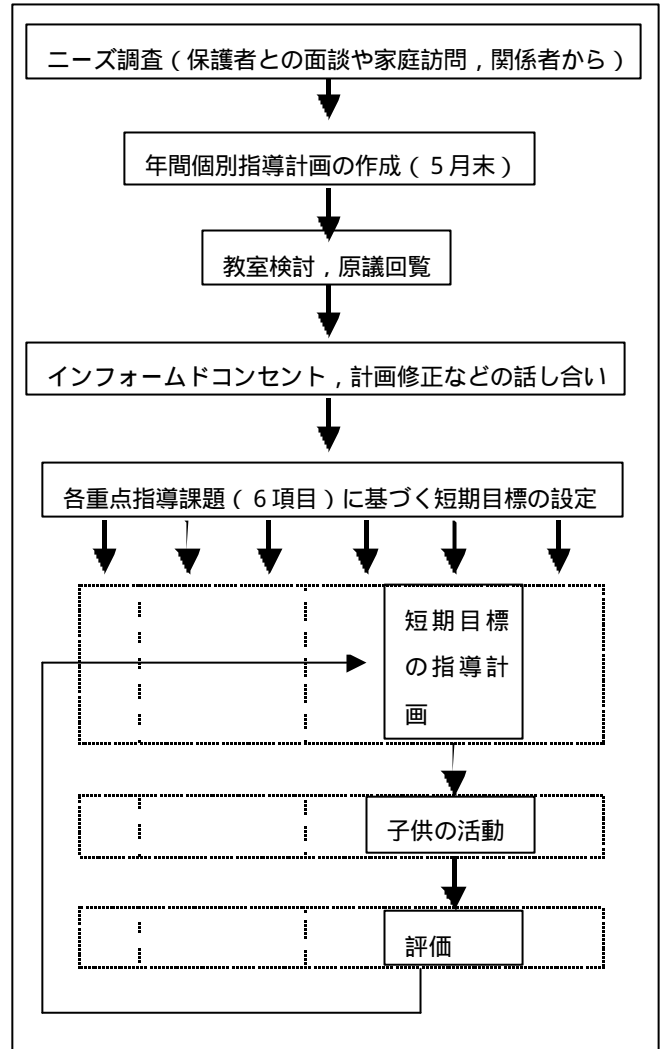 ニーズ調査（保護者との面談や家庭訪問，関係者から）
年間個別指導計画の作成（５月末）
教室検討，原議回覧
インフォームドコンセント，計画修正などの話し合い
各重点指導課題（６項目）に基づく短期目標の設定
短期目標
の指導計
画
子供の活動
評価